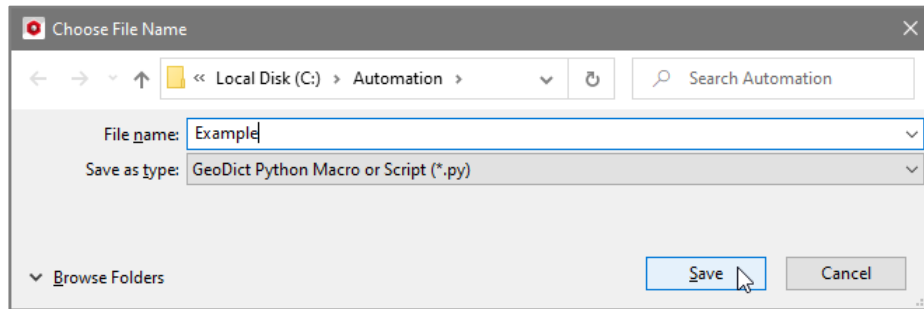 Choose File Name
« Local Disk (C:) › Automation › Search Automation
File name: Example
Save as type: GeoDict Python Macro or Script (*.py)
Browse Folders Save Cancel